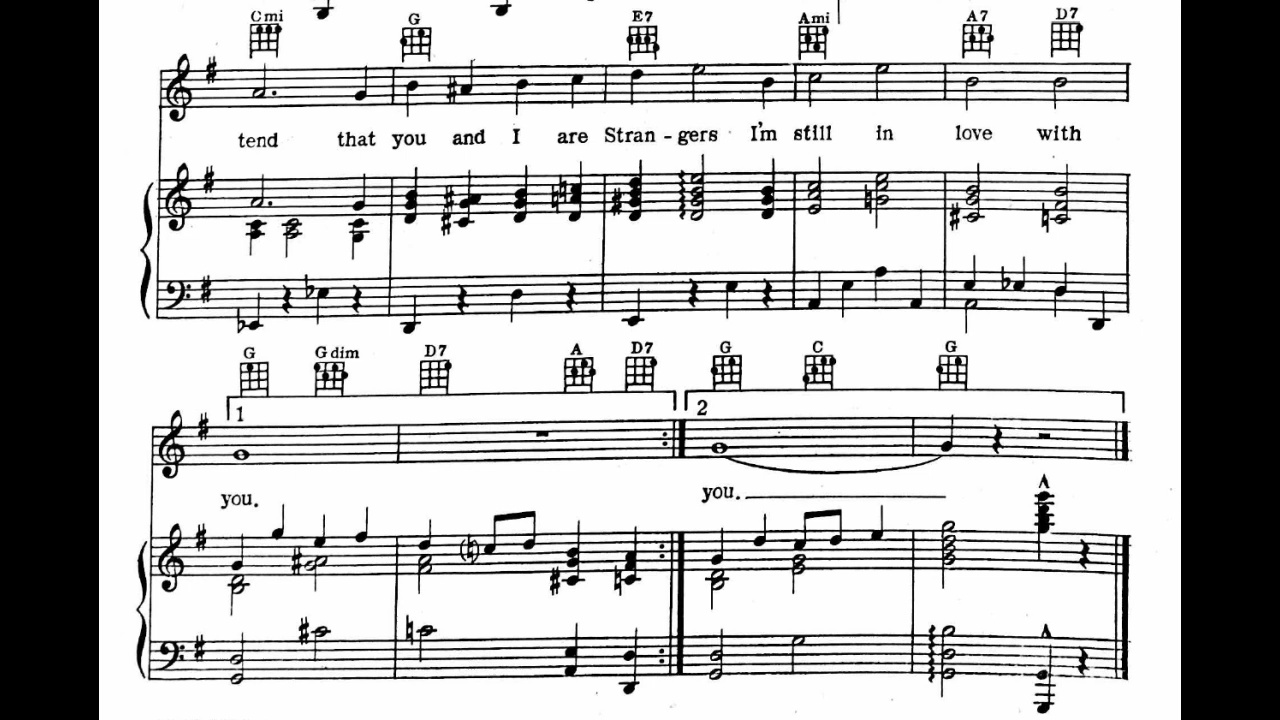 Cmi G E7 Ami A7 D7
tend that you and I are Stran - gers I'm still in love with
G G dim D7 A D7 G C G
1 2
you. you.